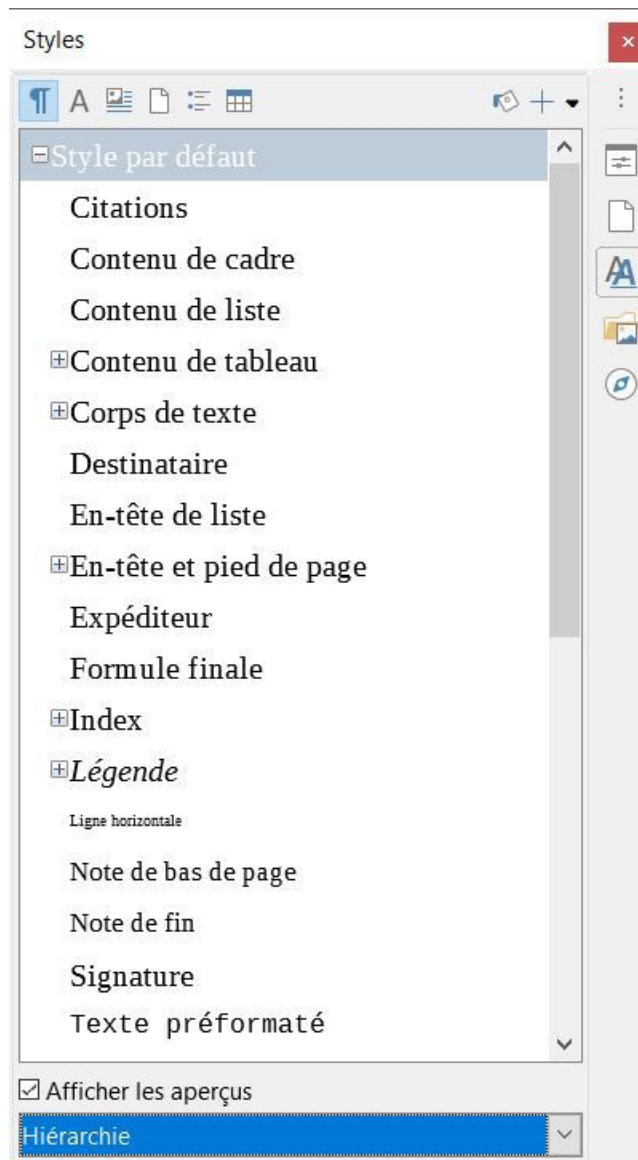 Styles
Style par défaut
Citations
Contenu de cadre
Contenu de liste
Contenu de tableau
Corps de texte
Destinataire
En-tête de liste
En-tête et pied de page
Expéditeur
Formule finale
Index
Légende
Ligne horizontale
Note de bas de page
Note de fin
Signature
Texte préformaté
Afficher les aperçus
Hiérarchie